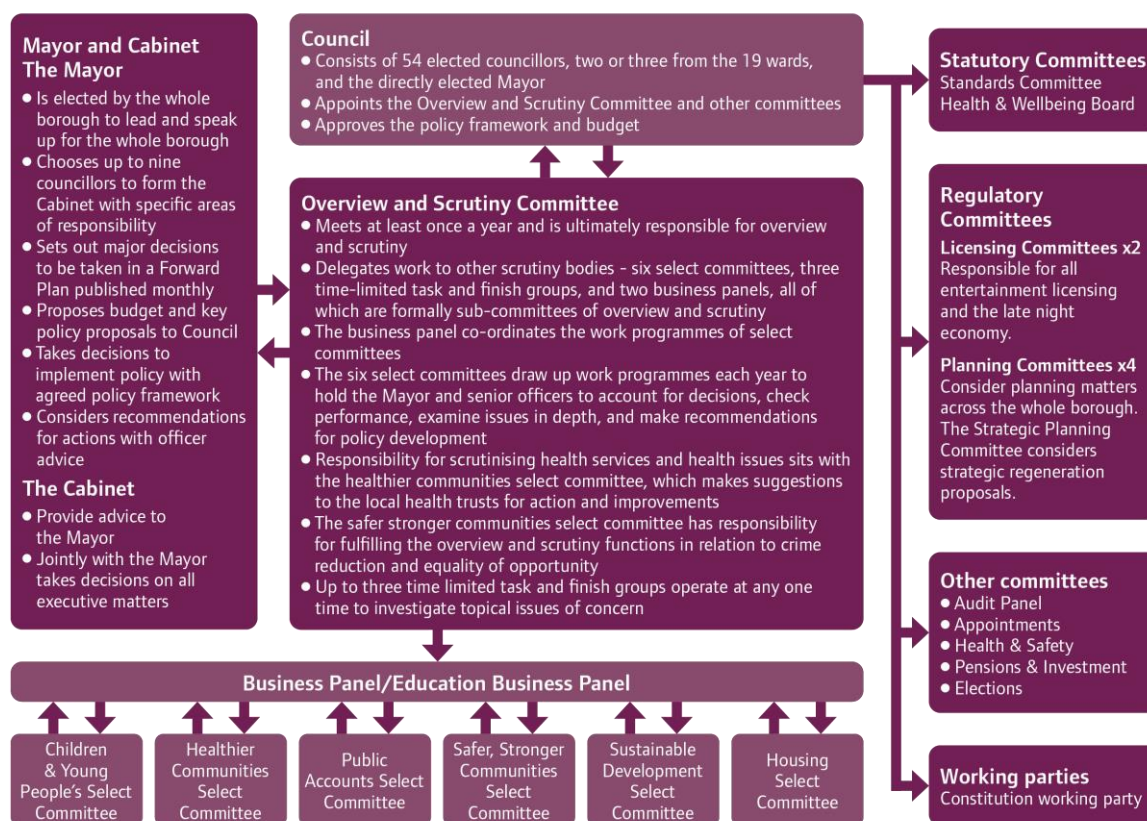 Mayor and Cabinet
The Mayor
● Is elected by the whole
borough to lead and speak
up for the whole borough
● Chooses up to nine
councillors to form the
Cabinet with specific areas
of responsibility
● Sets out major decisions
to be taken in a Forward
Plan published monthly
● Proposes budget and key
policy proposals to Council
● Takes decisions to
implement policy with
agreed policy framework
● Considers recommendations
for actions with officer
advice
The Cabinet
● Provide advice to
the Mayor
● Jointly with the Mayor
takes decisions on all
executive matters
Council
● Consists of 54 elected councillors, two or three from the 19 wards,
and the directly elected Mayor
● Appoints the Overview and Scrutiny Committee and other committees
● Approves the policy framework and budget
Overview and Scrutiny Committee
● Meets at least once a year and is ultimately responsible for overview
and scrutiny
● Delegates work to other scrutiny bodies - six select committees, three
time-limited task and finish groups, and two business panels, all of
which are formally sub-committees of overview and scrutiny
● The business panel co-ordinates the work programmes of select
committees
● The six select committees draw up work programmes each year to
hold the Mayor and senior officers to account for decisions, check
performance, examine issues in depth, and make recommendations
for policy development
● Responsibility for scrutinising health services and health issues sits with
the healthier communities select committee, which makes suggestions
to the local health trusts for action and improvements
● The safer stronger communities select committee has responsibility
for fulfilling the overview and scrutiny functions in relation to crime
reduction and equality of opportunity
● Up to three time limited task and finish groups operate at any one
time to investigate topical issues of concern
Business Panel/Education Business Panel
Children
& Young
People's Select
Committee
Healthier
Communities
Select
Committee
Public
Accounts Select
Committee
Safer, Stronger
Communities
Select
Committee
Sustainable
Development
Select
Committee
Housing
Select
Committee
Statutory Committees
Standards Committee
Health & Wellbeing Board
Regulatory
Committees
Licensing Committees x2
Responsible for all
entertainment licensing
and the late night
economy.
Planning Committees x4
Consider planning matters
across the whole borough.
The Strategic Planning
Committee considers
strategic regeneration
proposals.
Other committees
● Audit Panel
● Appointments
● Health & Safety
● Pensions & Investment
● Elections
Working parties
Constitution working party